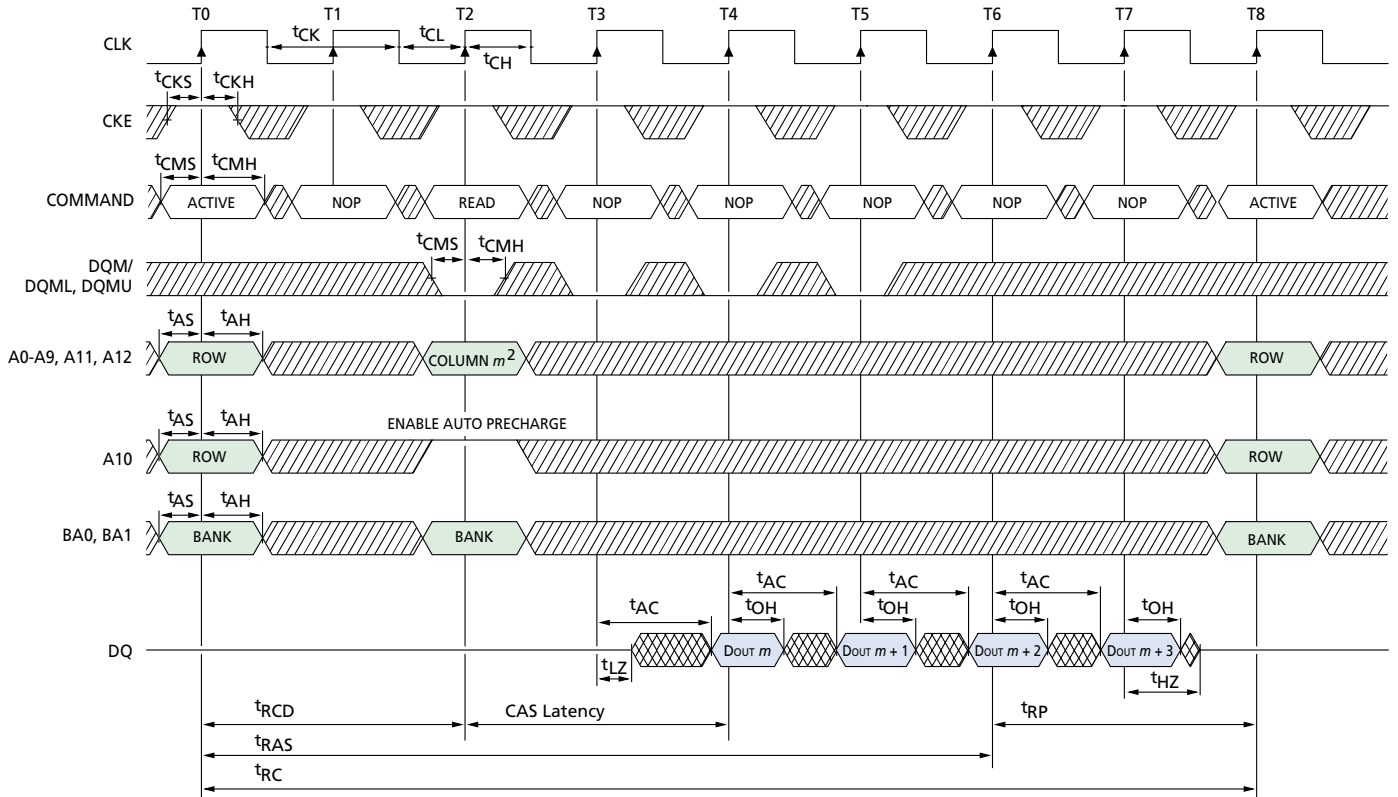 T0 T1 T2 T3 T4 T5 T6 T7 T8
CLK
tCK tCL
tCH
tCKS tCKH
CKE
tCMS tCMH
COMMAND ACTIVE NOP READ NOP NOP NOP NOP NOP ACTIVE
tCMS tCMH
DQM/
DQML, DQMU
tAS tAH
A0-A9, A11, A12 ROW COLUMN m² ROW
ENABLE AUTO PRECHARGE
tAS tAH
A10 ROW ROW
tAS tAH
BA0, BA1 BANK BANK BANK
tAC tAC tAC tAC
tOH tOH tOH tOH
DQ DOUT m DOUT m + 1 DOUT m + 2 DOUT m + 3
tLZ tHZ
tRCD CAS Latency tRP
tRAS
tRC